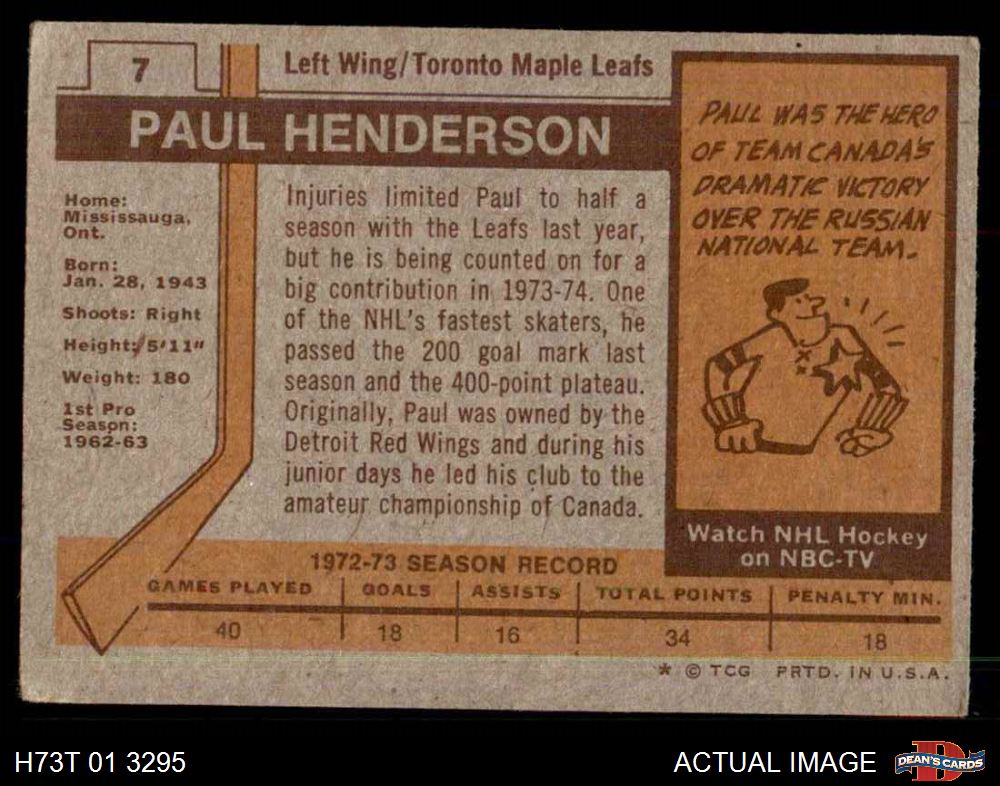 7
Left Wing/Toronto Maple Leafs
PAUL HENDERSON
Home:
Mississauga,
Ont.
Born:
Jan. 28, 1943
Shoots: Right
Height: 5'11"
Weight: 180
1st Pro
Season:
1962-63
Injuries limited Paul to half a
season with the Leafs last year,
but he is being counted on for a
big contribution in 1973-74. One
of the NHL's fastest skaters, he
passed the 200 goal mark last
season and the 400-point plateau.
Originally, Paul was owned by the
Detroit Red Wings and during his
junior days he led his club to the
amateur championship of Canada.
PAUL WAS THE HERO
OF TEAM CANADA'S
DRAMATIC VICTORY
OVER THE RUSSIAN
NATIONAL TEAM.
Watch NHL Hockey
on NBC-TV
1972-73 SEASON RECORD
GAMES PLAYED GOALS ASSISTS TOTAL POINTS PENALTY MIN.
40 18 16 34 18
* © TCG PRTD. IN U.S.A.
H73T 01 3295 ACTUAL IMAGE DEAN'S CARDS